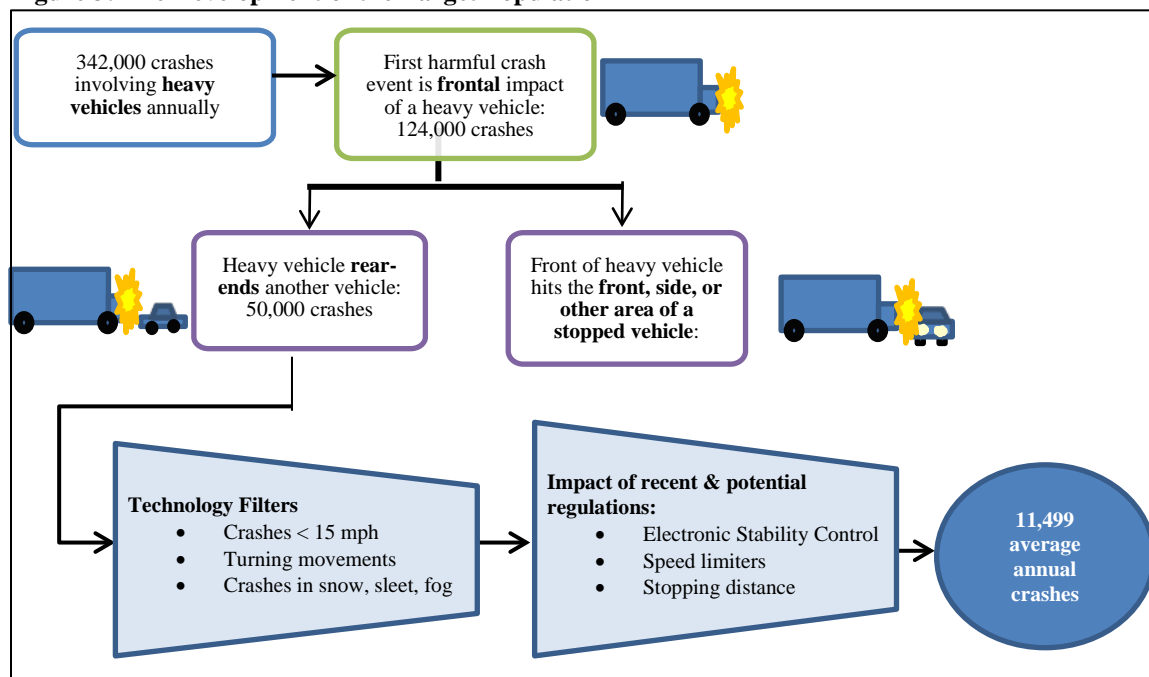 342,000 crashes
involving heavy
vehicles annually
First harmful crash
event is frontal impact
of a heavy vehicle:
124,000 crashes
Heavy vehicle rear-
ends another vehicle:
50,000 crashes
Front of heavy vehicle
hits the front, side, or
other area of a
stopped vehicle:
Technology Filters
• Crashes < 15 mph
• Turning movements
• Crashes in snow, sleet, fog
Impact of recent & potential
regulations:
• Electronic Stability Control
• Speed limiters
• Stopping distance
11,499
average
annual
crashes